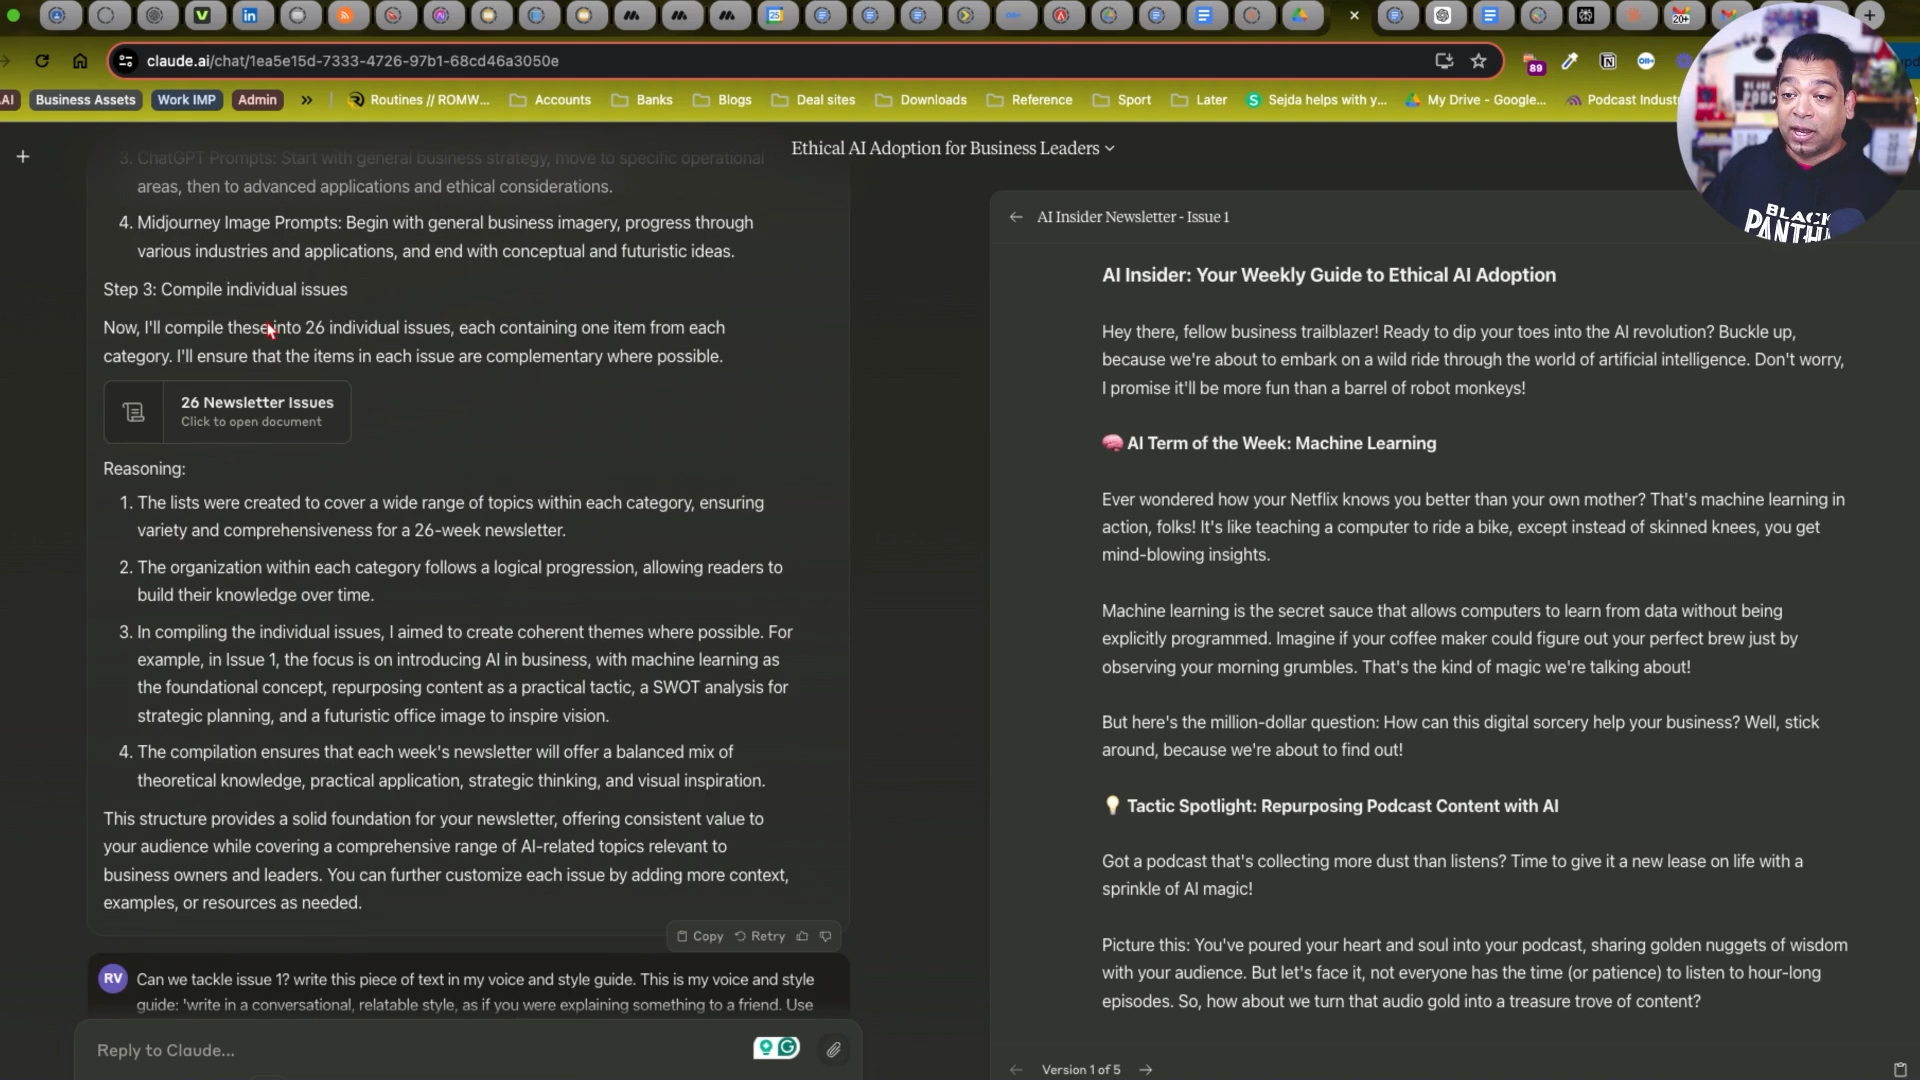 claude.ai/chat/1ea5e15d-7333-4726-97b1-68cd46a3050e
89
20+
AI
Business Assets
Work IMP
Admin
Routines // ROMW...
Accounts
Banks
Blogs
Deal sites
Downloads
Reference
Sport
Later
Sejda helps with y...
My Drive - Google...
Podcast Indust
Ethical AI Adoption for Business Leaders
3. ChatGPT Prompts: Start with general business strategy, move to specific operational
areas, then to advanced applications and ethical considerations.
4. Midjourney Image Prompts: Begin with general business imagery, progress through
various industries and applications, and end with conceptual and futuristic ideas.
Step 3: Compile individual issues
Now, I'll compile these into 26 individual issues, each containing one item from each
category. I'll ensure that the items in each issue are complementary where possible.
26 Newsletter Issues
Click to open document
Reasoning:
1. The lists were created to cover a wide range of topics within each category, ensuring
variety and comprehensiveness for a 26-week newsletter.
2. The organization within each category follows a logical progression, allowing readers to
build their knowledge over time.
3. In compiling the individual issues, I aimed to create coherent themes where possible. For
example, in Issue 1, the focus is on introducing AI in business, with machine learning as
the foundational concept, repurposing content as a practical tactic, a SWOT analysis for
strategic planning, and a futuristic office image to inspire vision.
4. The compilation ensures that each week's newsletter will offer a balanced mix of
theoretical knowledge, practical application, strategic thinking, and visual inspiration.
This structure provides a solid foundation for your newsletter, offering consistent value to
your audience while covering a comprehensive range of AI-related topics relevant to
business owners and leaders. You can further customize each issue by adding more context,
examples, or resources as needed.
Copy
Retry
RV
Can we tackle issue 1? write this piece of text in my voice and style guide. This is my voice and style
guide: 'write in a conversational, relatable style, as if you were explaining something to a friend. Use
Reply to Claude...
AI Insider Newsletter - Issue 1
AI Insider: Your Weekly Guide to Ethical AI Adoption
Hey there, fellow business trailblazer! Ready to dip your toes into the AI revolution? Buckle up,
because we're about to embark on a wild ride through the world of artificial intelligence. Don't worry,
I promise it'll be more fun than a barrel of robot monkeys!
🧠 AI Term of the Week: Machine Learning
Ever wondered how your Netflix knows you better than your own mother? That's machine learning in
action, folks! It's like teaching a computer to ride a bike, except instead of skinned knees, you get
mind-blowing insights.
Machine learning is the secret sauce that allows computers to learn from data without being
explicitly programmed. Imagine if your coffee maker could figure out your perfect brew just by
observing your morning grumbles. That's the kind of magic we're talking about!
But here's the million-dollar question: How can this digital sorcery help your business? Well, stick
around, because we're about to find out!
💡 Tactic Spotlight: Repurposing Podcast Content with AI
Got a podcast that's collecting more dust than listens? Time to give it a new lease on life with a
sprinkle of AI magic!
Picture this: You've poured your heart and soul into your podcast, sharing golden nuggets of wisdom
with your audience. But let's face it, not everyone has the time (or patience) to listen to hour-long
episodes. So, how about we turn that audio gold into a treasure trove of content?
Version 1 of 5
BLACK
PANTHE